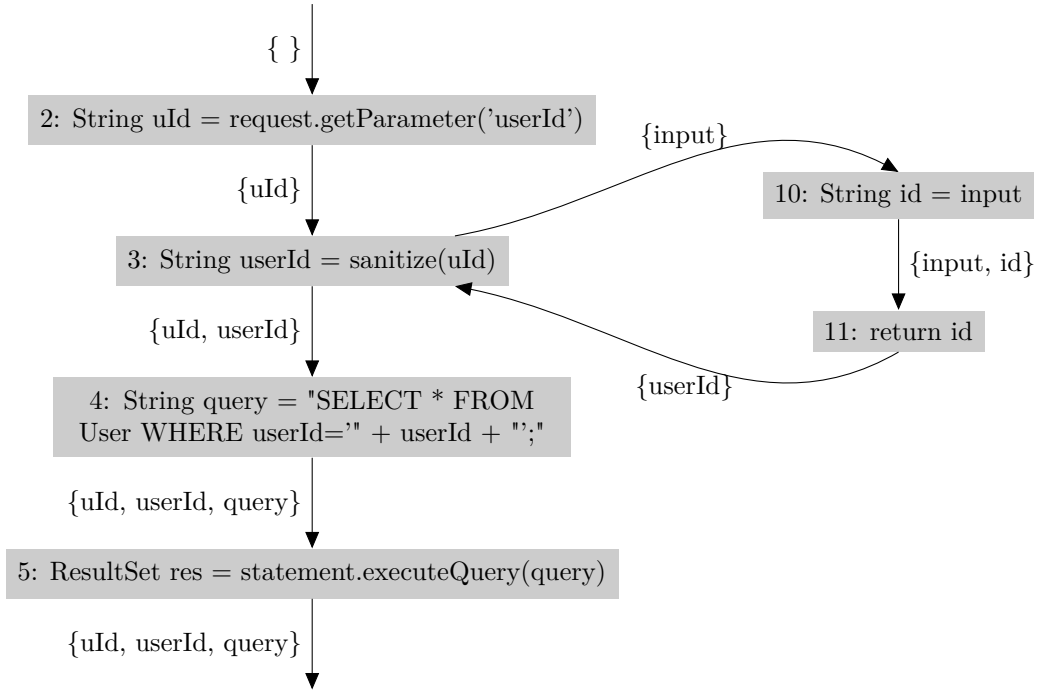 { }
2: String uId = request.getParameter('userId')
{input}
{uId}
10: String id = input
3: String userId = sanitize(uId)
{input, id}
{uId, userId}
11: return id
{userId}
4: String query = "SELECT * FROM
User WHERE userId='" + userId + "';"
{uId, userId, query}
5: ResultSet res = statement.executeQuery(query)
{uId, userId, query}